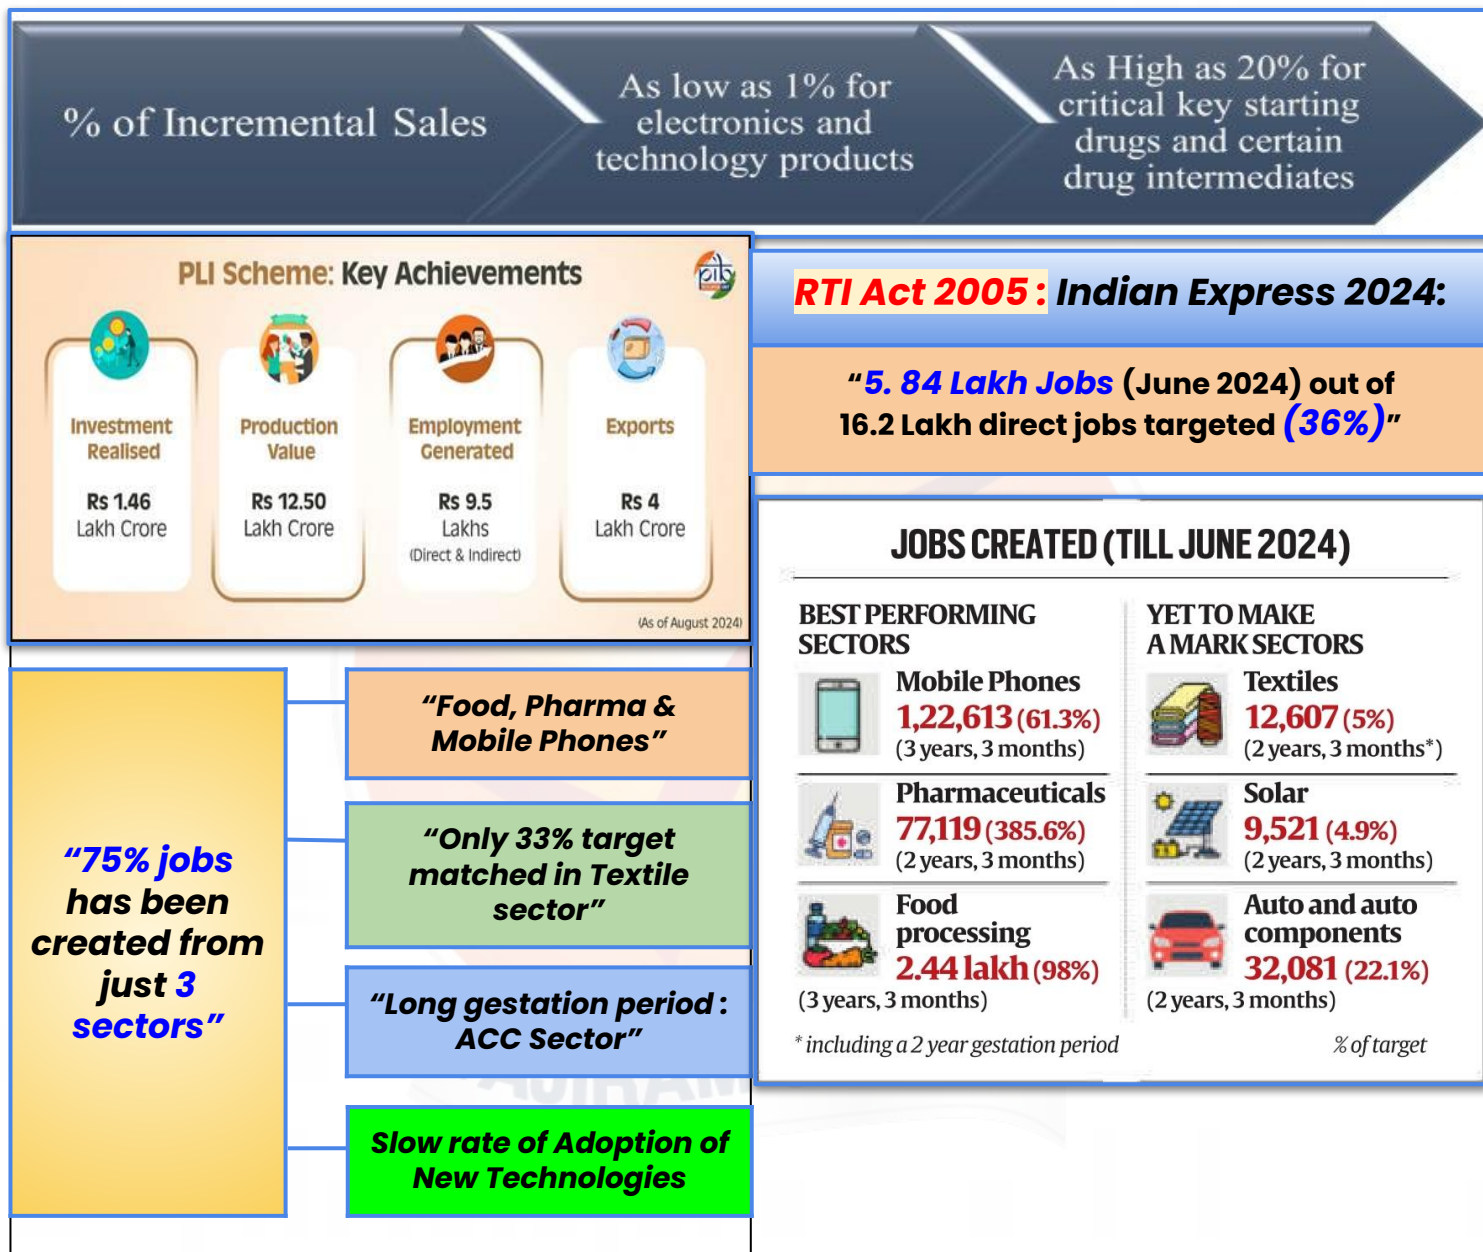 % of Incremental Sales
As low as 1% for
electronics and
technology products
As High as 20% for
critical key starting
drugs and certain
drug intermediates
PLI Scheme: Key Achievements
pib
Investment
Realised
Rs 1.46
Lakh Crore
Production
Value
Rs 12.50
Lakh Crore
Employment
Generated
Rs 9.5
Lakhs
(Direct & Indirect)
Exports
Rs 4
Lakh Crore
(As of August 2024)
RTI Act 2005 : Indian Express 2024:
“5. 84 Lakh Jobs (June 2024) out of
16.2 Lakh direct jobs targeted (36%)”
JOBS CREATED (TILL JUNE 2024)
BEST PERFORMING
SECTORS
Mobile Phones
1,22,613 (61.3%)
(3 years, 3 months)
Pharmaceuticals
77,119 (385.6%)
(2 years, 3 months)
Food
processing
2.44 lakh (98%)
(3 years, 3 months)
YET TO MAKE
A MARK SECTORS
Textiles
12,607 (5%)
(2 years, 3 months*)
Solar
9,521 (4.9%)
(2 years, 3 months)
Auto and auto
components
32,081 (22.1%)
(2 years, 3 months)
* including a 2 year gestation period
% of target
“75% jobs
has been
created from
just 3
sectors”
“Food, Pharma &
Mobile Phones”
“Only 33% target
matched in Textile
sector”
“Long gestation period :
ACC Sector”
Slow rate of Adoption of
New Technologies